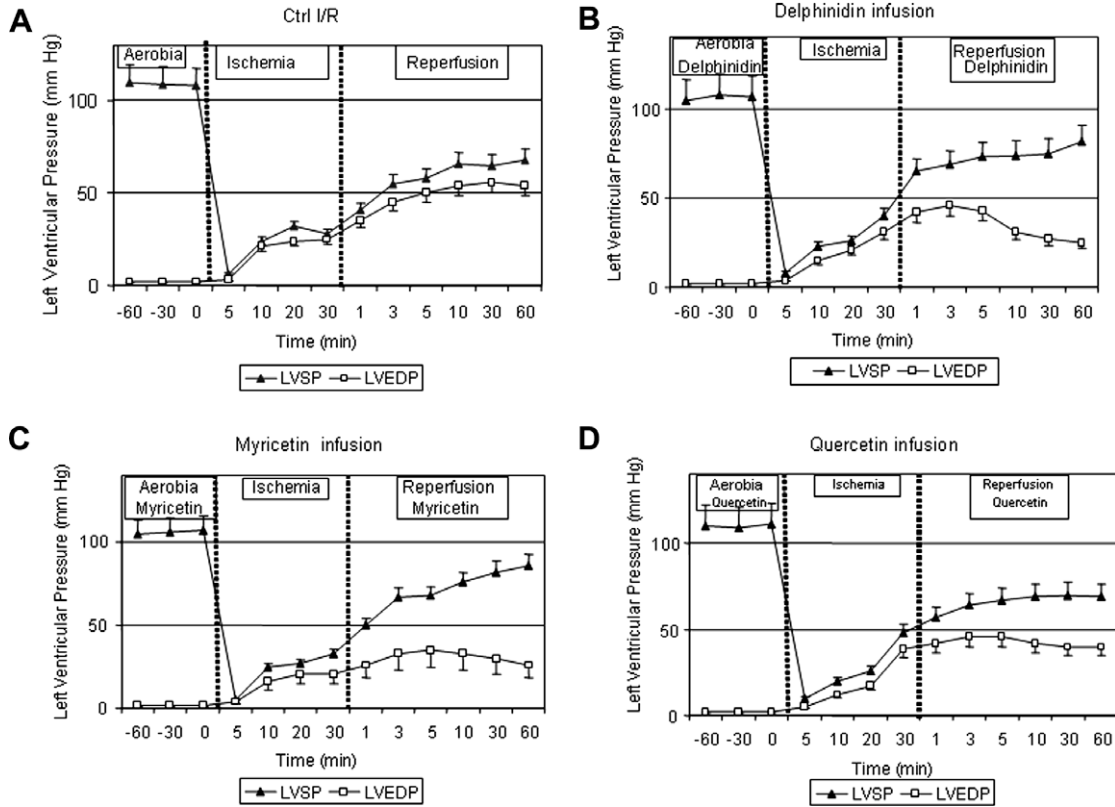 A
Ctrl I/R
Left Ventricular Pressure (mm Hg)
Aerobia
Ischemia
Reperfusion
100
50
0
-60 -30 0 5 10 20 30 1 3 5 10 30 60
Time (min)
LVSP LVEDP
B
Delphinidin infusion
Left Ventricular Pressure (mm Hg)
Aerobia
Delphinidin
Ischemia
Reperfusion
Delphinidin
100
50
0
-60 -30 0 5 10 20 30 1 3 5 10 30 60
Time (min)
LVSP LVEDP
C
Myricetin infusion
Left Ventricular Pressure (mm Hg)
Aerobia
Myricetin
Ischemia
Reperfusion
Myricetin
100
50
0
-60 -30 0 5 10 20 30 1 3 5 10 30 60
Time (min)
LVSP LVEDP
D
Quercetin infusion
Left Ventricular Pressure (mm Hg)
Aerobia
Quercetin
Ischemia
Reperfusion
Quercetin
100
50
0
-60 -30 0 5 10 20 30 1 3 5 10 30 60
Time (min)
LVSP LVEDP